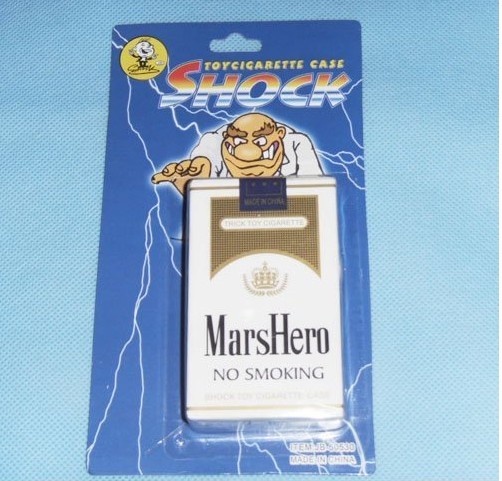 TOYCIGARETTE CASE
SHOCK
MADE IN CHINA
TRICK TOY CIGARETTE
MarsHero
NO SMOKING
SHOCK TOY CIGARETTE CASE
MADE IN CHINA